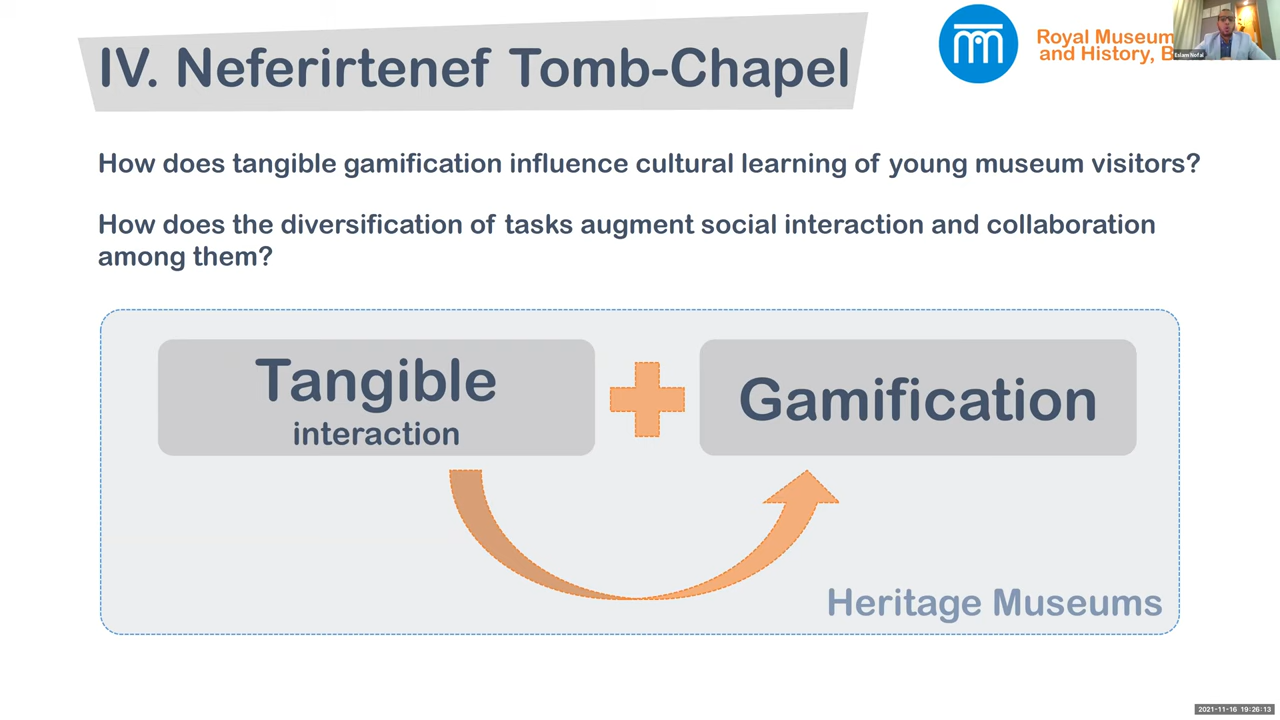 IV. Neferirtenef Tomb-Chapel
Royal Museum
and History, B
Eslam Nofal
How does tangible gamification influence cultural learning of young museum visitors?
How does the diversification of tasks augment social interaction and collaboration
among them?
Tangible
interaction
Gamification
Heritage Museums
2021-11-16 19:26:13